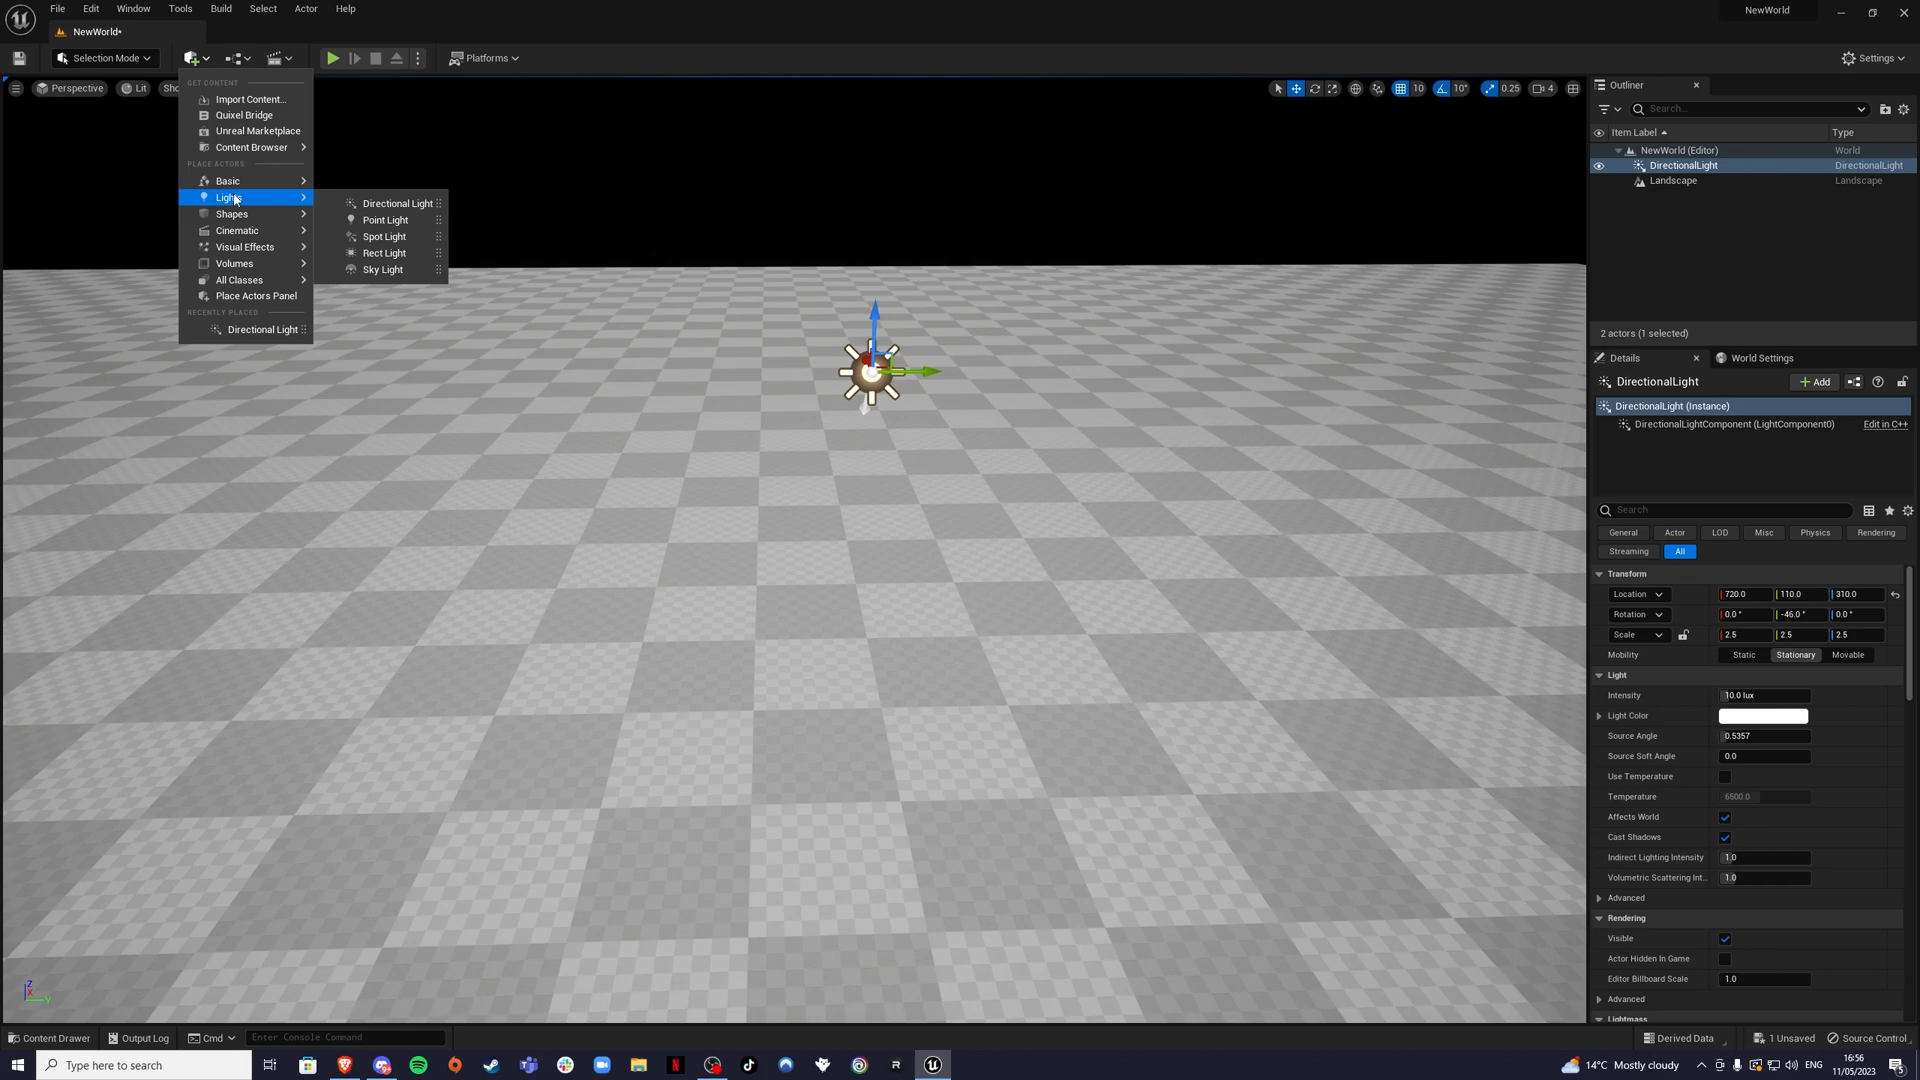 File Edit Window Tools Build Select Actor Help
NewWorld
NewWorld*
Selection Mode
Platforms
Settings
Perspective
Lit
Sho
10
10°
0.25
4
GET CONTENT
Import Content...
Quixel Bridge
Unreal Marketplace
Content Browser
PLACE ACTORS
Basic
Lights
Shapes
Cinematic
Visual Effects
Volumes
All Classes
Place Actors Panel
RECENTLY PLACED
Directional Light
Directional Light
Point Light
Spot Light
Rect Light
Sky Light
Outliner
Search...
Item Label Type
NewWorld (Editor) World
DirectionalLight DirectionalLight
Landscape Landscape
2 actors (1 selected)
Details
World Settings
DirectionalLight
Add
DirectionalLight (Instance)
DirectionalLightComponent (LightComponent0) Edit in C++
Search
General Actor LOD Misc Physics Rendering
Streaming All
Transform
Location 720.0 110.0 310.0
Rotation 0.0 ° -46.0 ° 0.0 °
Scale 2.5 2.5 2.5
Mobility Static Stationary Movable
Light
Intensity 10.0 lux
Light Color
Source Angle 0.5357
Source Soft Angle 0.0
Use Temperature
Temperature 6500.0
Affects World
Cast Shadows
Indirect Lighting Intensity 1.0
Volumetric Scattering Int... 1.0
Advanced
Rendering
Visible
Actor Hidden In Game
Editor Billboard Scale 1.0
Advanced
Lightmass
Z
X
Y
Content Drawer
Output Log
Cmd
Enter Console Command
Derived Data
1 Unsaved
Source Control
Type here to search
14°C Mostly cloudy
ENG
16:56
11/05/2023
5